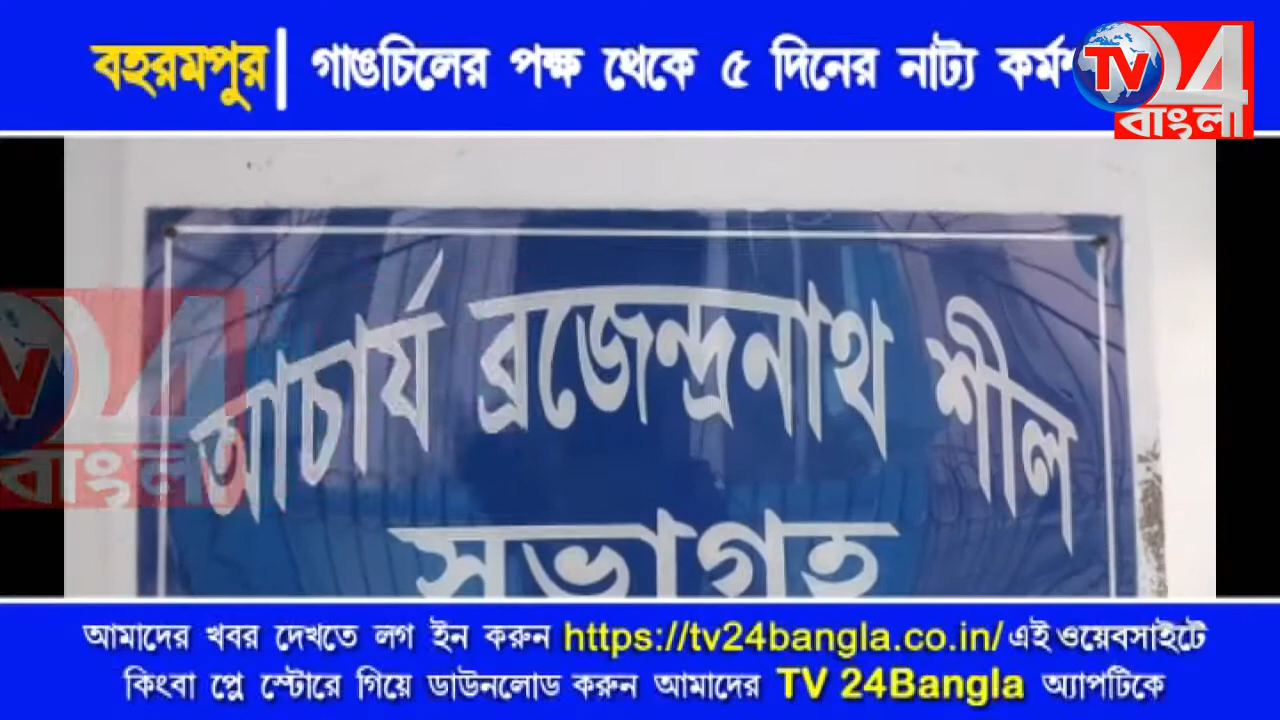 বহরমপুর| গাঙচিলের পক্ষ থেকে ৫ দিনের নাট্য
TV 24
বাংলা
আচার্য ব্রজেন্দ্রনাথ শীল
সভাগৃহ
V 24
বাংলা
আমাদের খবর দেখতে লগ ইন করুন https://tv24bangla.co.in/ এই ওয়েবসাইটে
কিংবা প্লে স্টোরে গিয়ে ডাউনলোড করুন আমাদের TV 24Bangla অ্যাপটিকে